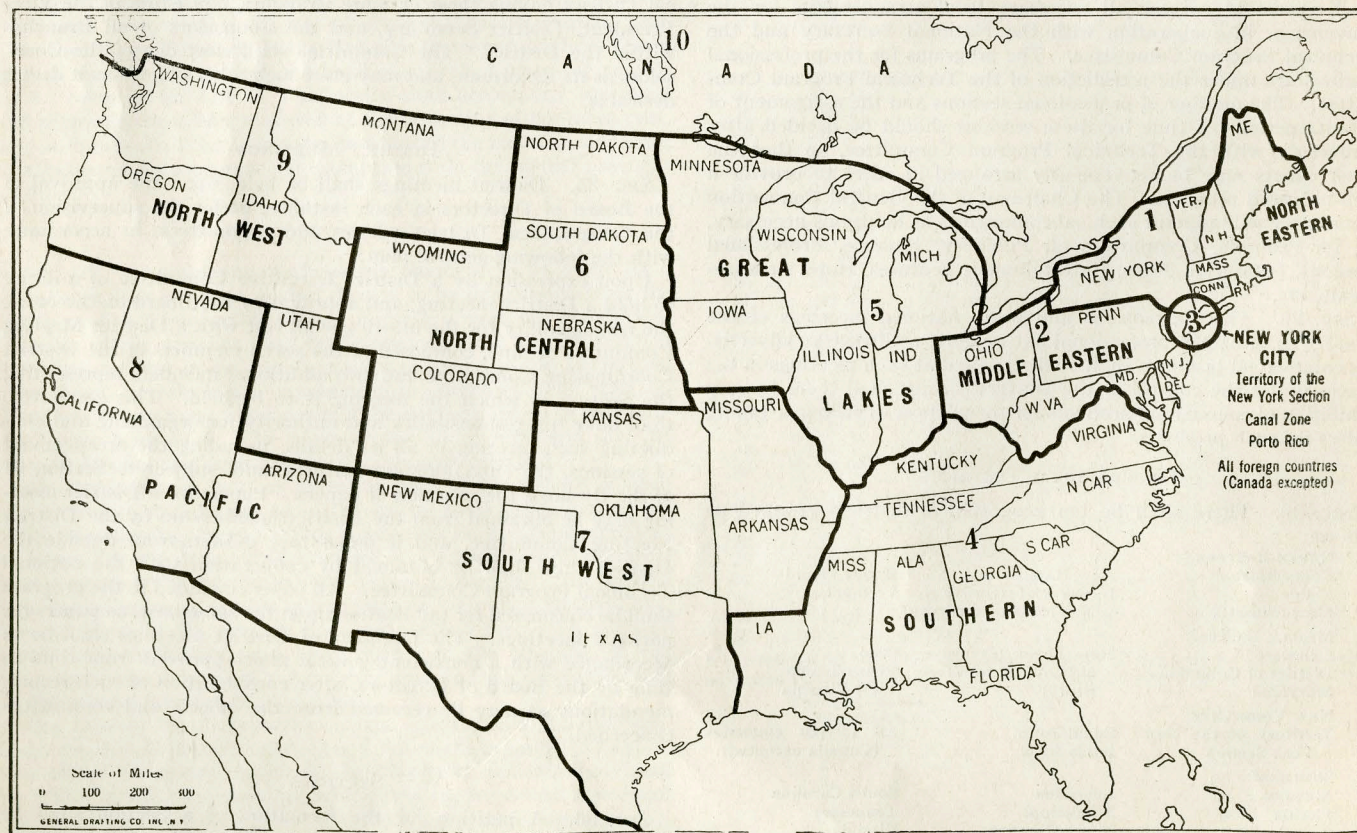 10
C A N A D A
WASHINGTON
MONTANA
NORTH DAKOTA
MINNESOTA
ME
9
OREGON
IDAHO
NORTH
WEST
WYOMING
SOUTH DAKOTA
6
WISCONSIN
MICH
GREAT
1
VER.
N H
NORTH
EASTERN
NEW YORK
MASS
CONN
R I
NEVADA
UTAH
NEBRASKA
NORTH CENTRAL
COLORADO
IOWA
5
ILLINOIS
IND
LAKES
OHIO
2
PENN
MIDDLE EASTERN
3
NEW YORK
CITY
Territory of the
New York Section
Canal Zone
Porto Rico
All foreign countries
(Canada excepted)
N J.
MD.
DEL.
W VA
VIRGINIA
8
CALIFORNIA
KANSAS
MISSOURI
KENTUCKY
PACIFIC
ARIZONA
NEW MEXICO
OKLAHOMA
7
SOUTH WEST
ARKANSAS
TENNESSEE
N CAR
4
S CAR
MISS
ALA
GEORGIA
SOUTHERN
TEXAS
LA
FLORIDA
Scale of Miles
0 100 200 300
GENERAL DRAFTING CO. INC., N Y